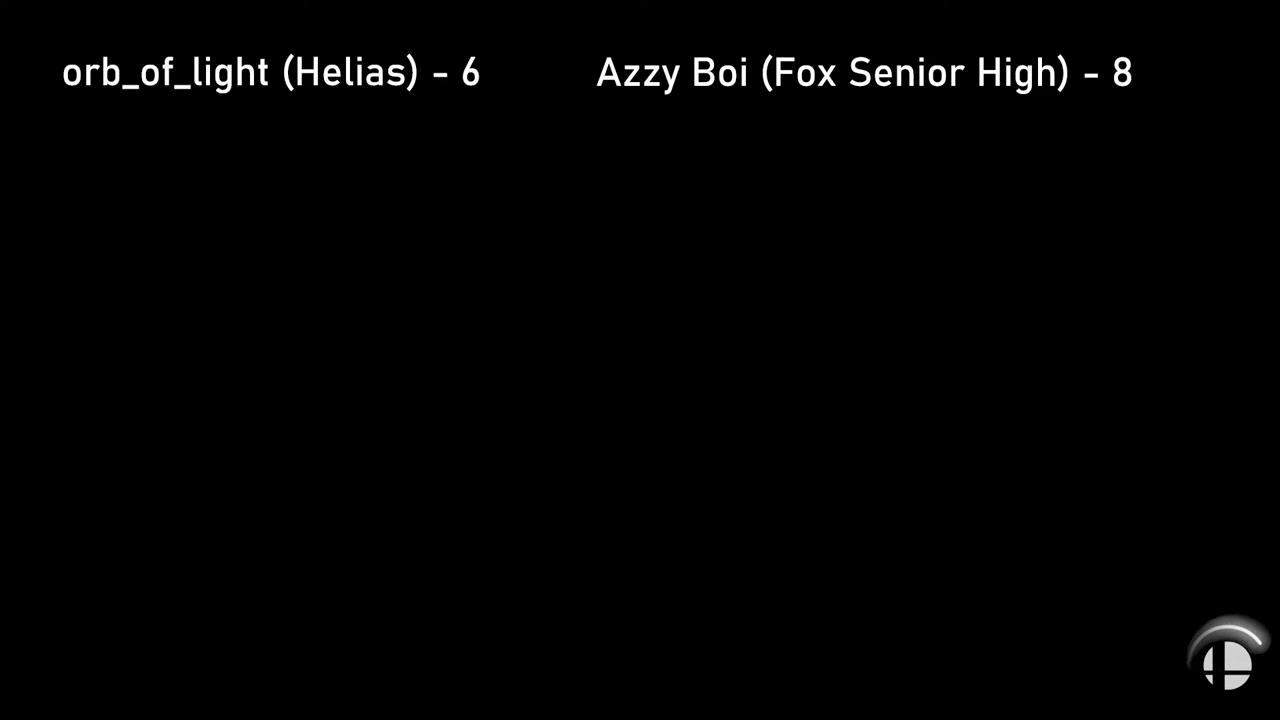 orb_of_light (Helias) - 6
Azzy Boi (Fox Senior High) - 8